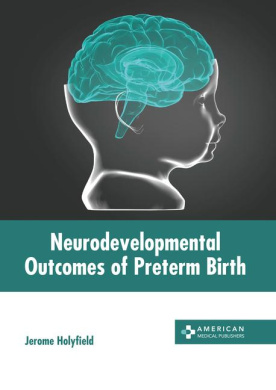 Neurodevelopmental
Outcomes of Preterm Birth
Jerome Holyfield
AMERICAN
MEDICAL PUBLISHERS